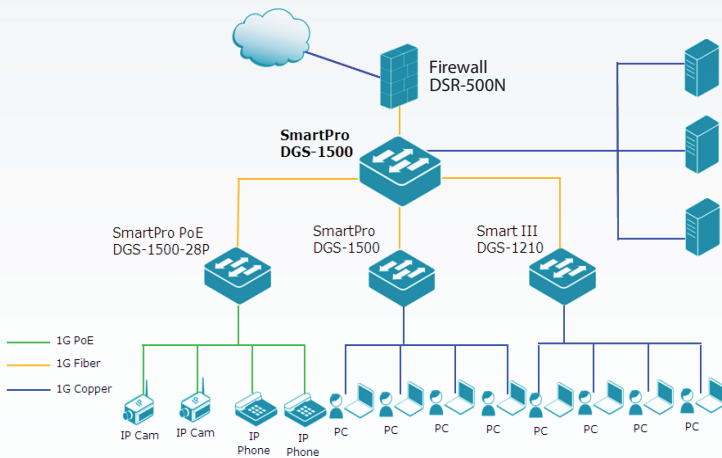 Firewall
DSR-500N
SmartPro
DGS-1500
SmartPro PoE
DGS-1500-28P
SmartPro
DGS-1500
Smart III
DGS-1210
1G PoE
1G Fiber
1G Copper
IP
IP
IP Cam
IP Cam
IP
Phone
IP
Phone
PC
PC
PC
PC
PC
PC
PC
PC